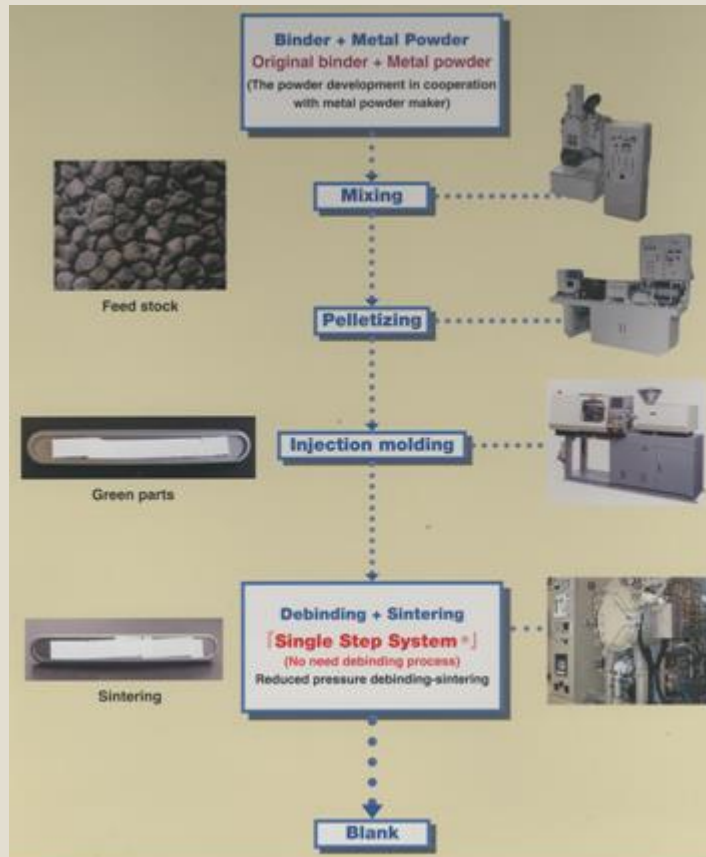 Binder + Metal Powder
Original binder + Metal powder
(The powder development in cooperation
with metal powder maker)
Mixing
Feed stock
Pelletizing
Injection molding
Green parts
Debinding + Sintering
「Single Step System®」
(No need debinding process)
Reduced pressure debinding-sintering
Sintering
Blank